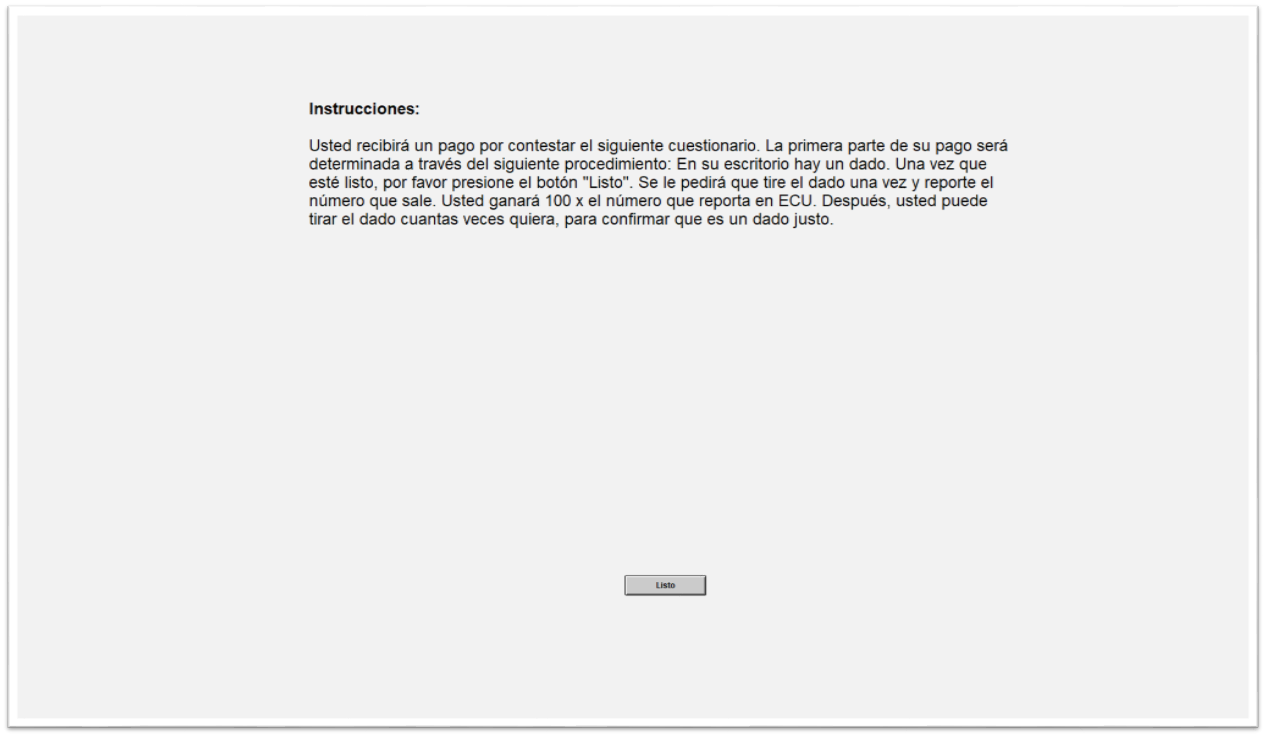 Instrucciones:
Usted recibirá un pago por contestar el siguiente cuestionario. La primera parte de su pago será
determinada a través del siguiente procedimiento: En su escritorio hay un dado. Una vez que
esté listo, por favor presione el botón "Listo". Se le pedirá que tire el dado una vez y reporte el
número que sale. Usted ganará 100 x el número que reporta en ECU. Después, usted puede
tirar el dado cuantas veces quiera, para confirmar que es un dado justo.
Listo